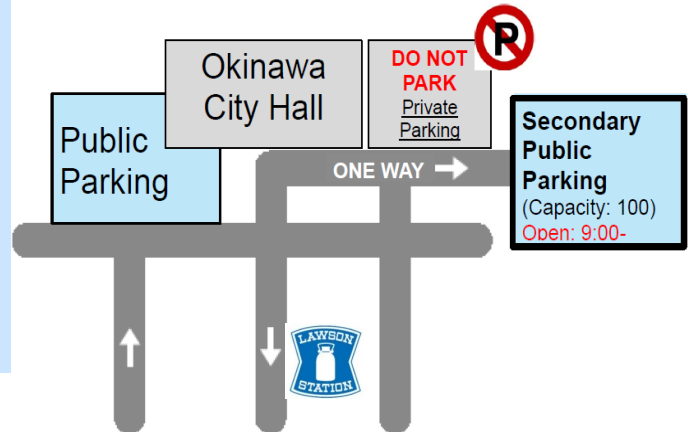 Okinawa
City Hall
DO NOT
PARK
Private
Parking
P
Public
Parking
Secondary
Public
Parking
(Capacity: 100)
Open: 9:00-
ONE WAY
LAWSON
STATION